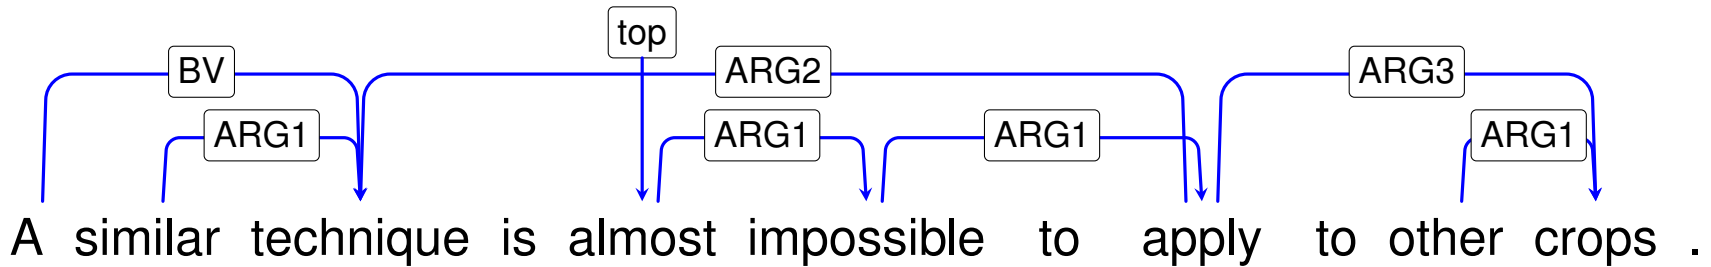 top
BV ARG2 ARG3
ARG1 ARG1 ARG1 ARG1
A similar technique is almost impossible to apply to other crops .